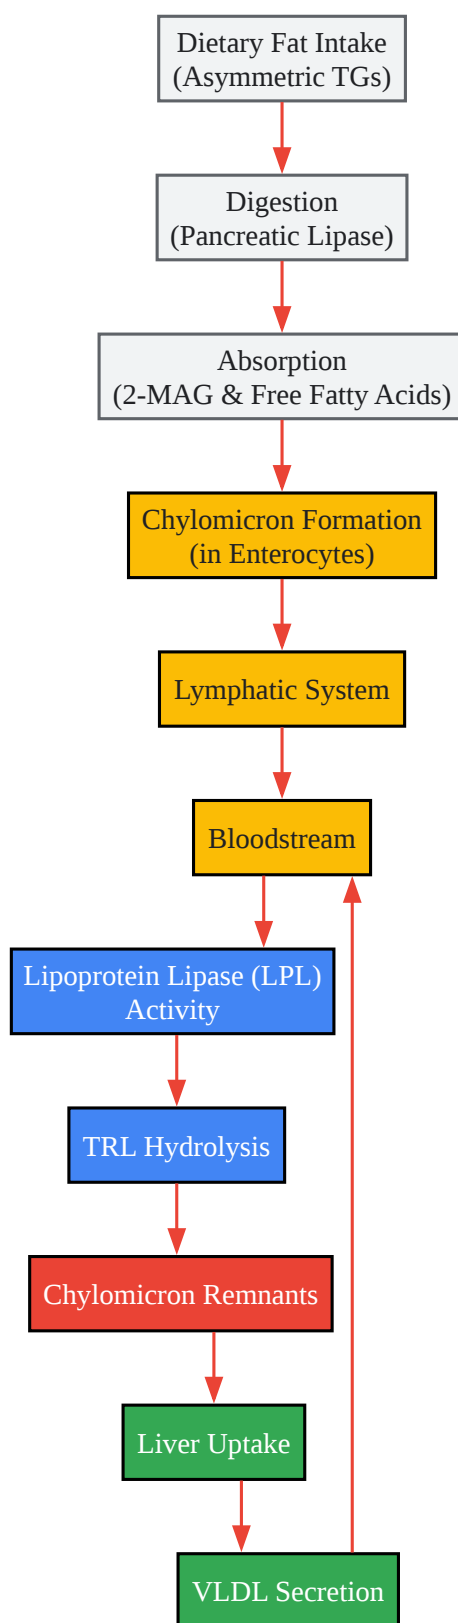 Dietary Fat Intake
(Asymmetric TGs)
Digestion
(Pancreatic Lipase)
Absorption
(2-MAG & Free Fatty Acids)
Chylomicron Formation
(in Enterocytes)
Lymphatic System
Bloodstream
Lipoprotein Lipase (LPL)
Activity
TRL Hydrolysis
Chylomicron Remnants
Liver Uptake
VLDL Secretion